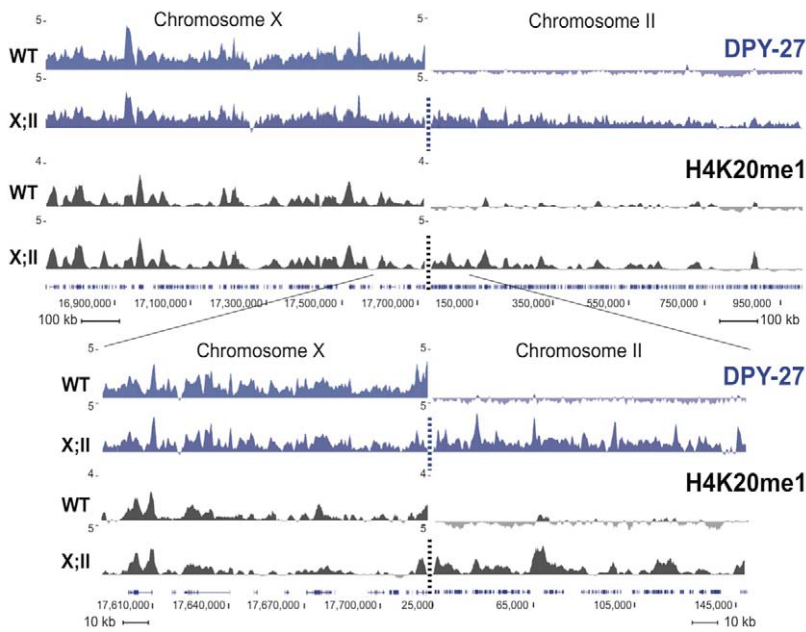 Chromosome X Chromosome II
5- 5-
DPY-27
WT
5- 5-
X;II
4- 4-
H4K20me1
WT
5- 5-
X;II
16,900,000 17,100,000 17,300,000 17,500,000 17,700,000 150,000 350,000 550,000 750,000 950,000
100 kb 100 kb
5- 5-
Chromosome X Chromosome II
DPY-27
WT
5 5-
X;II
4- 4-
H4K20me1
WT
5- 5-
X;II
17,610,000 17,640,000 17,670,000 17,700,000 25,000 65,000 105,000 145,000
10 kb 10 kb